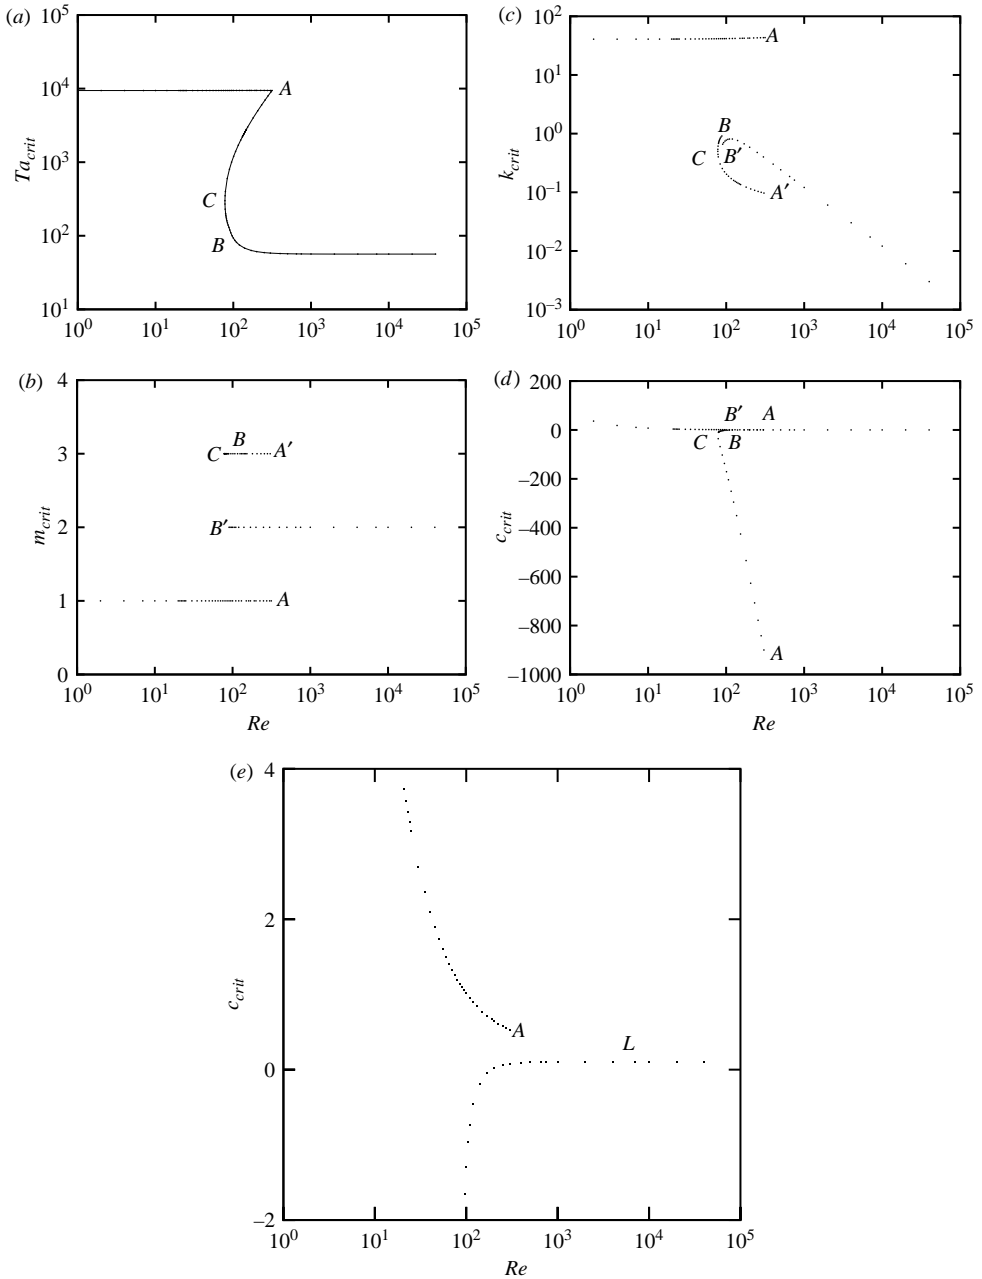 (a)
10^5
10^4
10^3
10^2
10^1
Ta_crit
A
C
B
10^0 10^1 10^2 10^3 10^4 10^5
(c)
10^2
10^1
10^0
10^−1
10^−2
10^−3
k_crit
A
B
C B′
A′
10^0 10^1 10^2 10^3 10^4 10^5
(b)
4
3
2
1
0
m_crit
B
C A′
B′
A
10^0 10^1 10^2 10^3 10^4 10^5
Re
(d)
200
0
−200
−400
−600
−800
−1000
c_crit
B′ A
C B
A
10^0 10^1 10^2 10^3 10^4 10^5
Re
(e)
4
2
0
−2
c_crit
A
L
10^0 10^1 10^2 10^3 10^4 10^5
Re